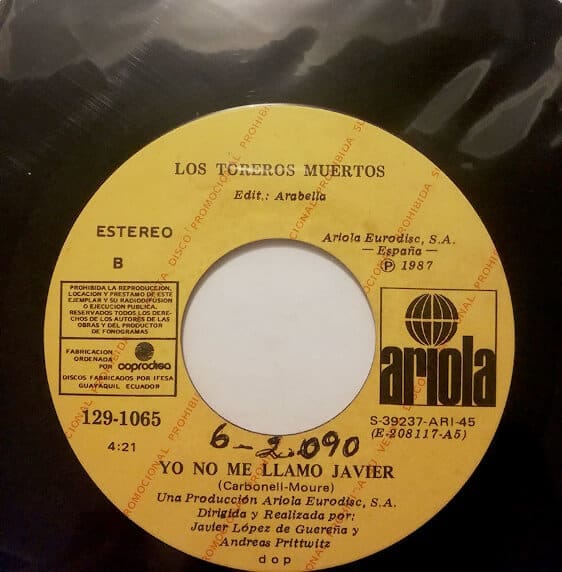 LOS TOREROS MUERTOS
Edit.: Arabella
ESTEREO
B
Ariola Eurodisc, S.A.
—España—
Ⓟ 1987
PROHIBIDA LA REPRODUCCION,
LOCACION Y PRESTAMO DE ESTE
EJEMPLAR Y SU RADIODIFUSION
O EJECUCION PUBLICA.
RESERVADOS TODOS LOS DERE-
CHOS DE LOS AUTORES DE LAS
OBRAS Y DEL PRODUCTOR
DE FONOGRAMAS
FABRICACION
ORDENADA
POR
coprodisa
DISCOS FABRICADOS POR IFESA
GUAYAQUIL ECUADOR
ariola
129-1065
4:21
S-39237-ARI-45
(E-208117-A5)
6-2.090
YO NO ME LLAMO JAVIER
(Carbonell-Moure)
Una Producción Ariola Eurodisc, S.A.
Dirigida y Realizada por:
Javier López de Guereña y
Andreas Prittwitz
dop
DISCO PROMOCIONAL PROHIBIDA SU